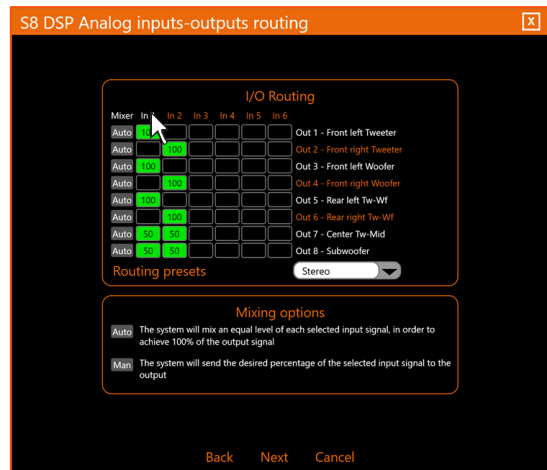 S8 DSP Analog inputs-outputs routing X
I/O Routing
Mixer In In 2 In 3 In 4 In 5 In 6
Auto Out 1 - Front left Tweeter
Auto 100 Out 2 - Front right Tweeter
Auto 100 Out 3 - Front left Woofer
Auto 100 Out 4 - Front right Woofer
Auto 100 Out 5 - Rear left Tw-Wf
Auto 100 Out 6 - Rear right Tw-Wf
Auto 50 50 Out 7 - Center Tw-Mid
Auto 50 50 Out 8 - Subwoofer
Routing presets Stereo
Mixing options
Auto The system will mix an equal level of each selected input signal, in order to
achieve 100% of the output signal
Man The system will send the desired percentage of the selected input signal to the
output
Back Next Cancel